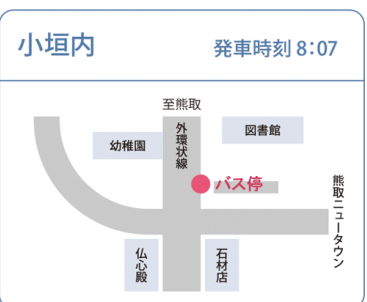 小垣内
発車時刻 8:07
至熊取
外環状線
図書館
幼稚園
バス停
熊取ニュータウン
仏心殿
石材店